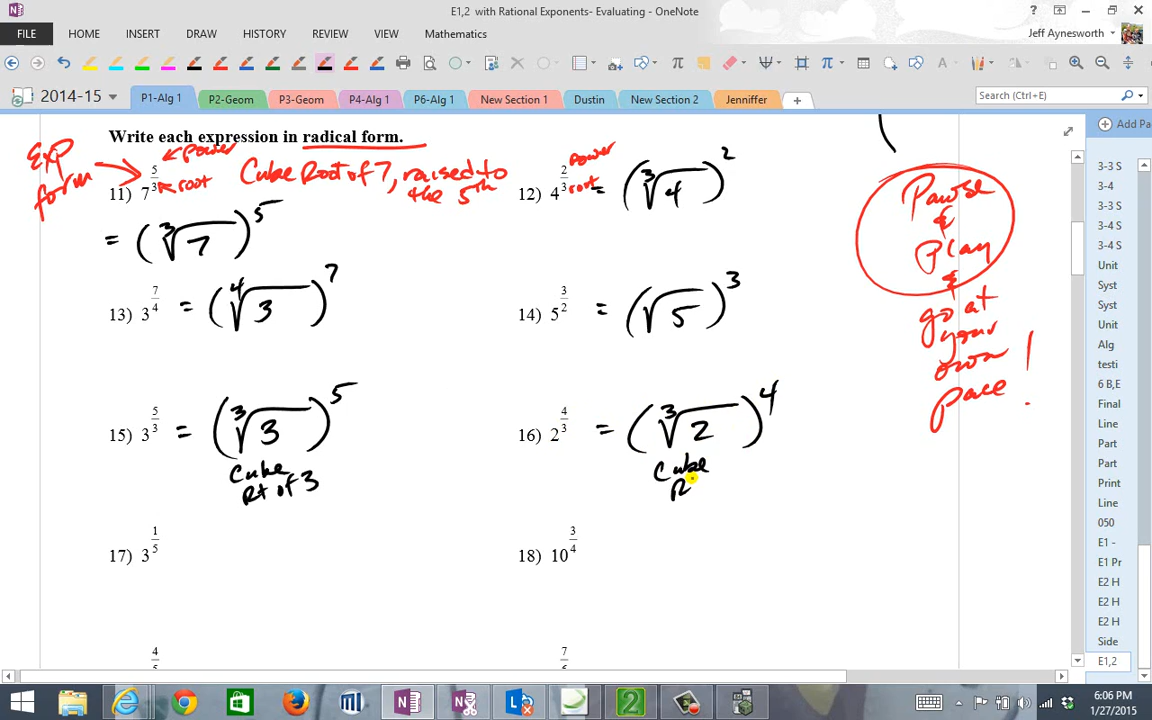 E1,2 with Rational Exponents- Evaluating - OneNote
FILE HOME INSERT DRAW HISTORY REVIEW VIEW Mathematics
Jeff Aynesworth
2014-15 P1-Alg 1 P2-Geom P3-Geom P4-Alg 1 P6-Alg 1 New Section 1 Dustin New Section 2 Jenniffer
Search (Ctrl+E)
Add Pa
Write each expression in radical form.
Exp form
11) 7^(5/3) power root
Cube Root of 7, raised to
the 5th
= (∛7)^5
12) 4^(2/3) power root = (∛4)^2
13) 3^(7/4) = (∜3)^7
14) 5^(3/2) = (√5)^3
15) 3^(5/3) = (∛3)^5
Cube
Rt of 3
16) 2^(4/3) = (∛2)^4
Cube
R
17) 3^(1/5)
18) 10^(3/4)
4
7
Pause
&
Play
&
go at
your
own
pace!
3-3 S
3-4
3-3 S
3-4 S
3-4 S
Unit
Syst
Syst
Unit
Alg
testi
6 B,E
Final
Line
Part
Part
Print
Line
050
E1 -
E1 Pr
E2 H
E2 H
E2 H
Side
E1,2
6:06 PM
1/27/2015